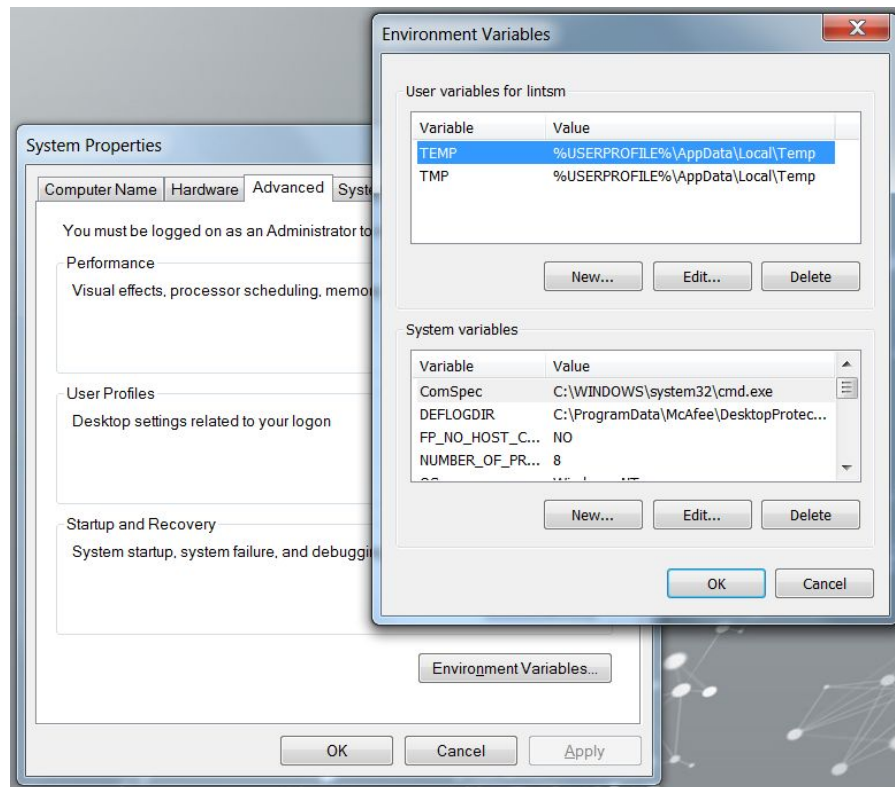 Environment Variables
User variables for lintsm
Variable Value
TEMP %USERPROFILE%\AppData\Local\Temp
TMP %USERPROFILE%\AppData\Local\Temp
New... Edit... Delete
System variables
Variable Value
ComSpec C:\WINDOWS\system32\cmd.exe
DEFLOGDIR C:\ProgramData\McAfee\DesktopProtec...
FP_NO_HOST_C... NO
NUMBER_OF_PR... 8
New... Edit... Delete
OK Cancel
System Properties
Computer Name Hardware Advanced Syste
You must be logged on as an Administrator to
Performance
Visual effects, processor scheduling, memo
User Profiles
Desktop settings related to your logon
Startup and Recovery
System startup, system failure, and debuggi
Environment Variables...
OK Cancel Apply